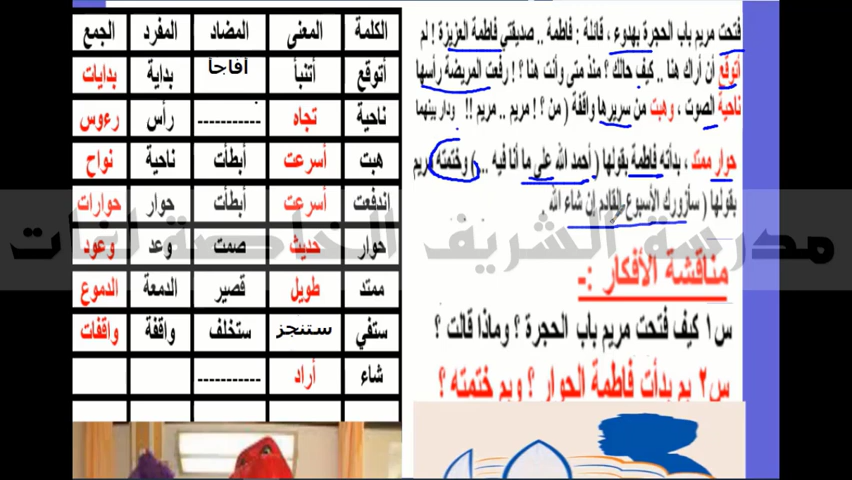 فتحت مريم باب الحجرة بهدوء ، قائلة : فاطمة .. صديقتي فاطمة العزيزة ! لم
أتوقع أن أراك هنا .. كيف حالك ؟ منذ متى وأنت هنا ؟ ! رفعت المريضة رأسها
ناحية الصوت ، وهبت من سريرها واقفة ( من ؟ ! مريم .. مريم !! ودار بينهما
حوار ممتد ، بدأته فاطمة بقولها ( أحمد الله على ما أنا فيه .. ) وختمته مريم
بقولها ( سأزورك الأسبوع القادم إن شاء الله
مناقشة الأفكار :-
س١ كيف فتحت مريم باب الحجرة ؟ وماذا قالت ؟
س٢ بم بدأت فاطمة الحوار ؟ وبم ختمته ؟
الكلمة المعنى المضاد المفرد الجمع
أتوقع أتنبأ أفاجأ بداية بدايات
ناحية تجاه ----------- رأس رءوس
هبت أسرعت أبطأت ناحية نواح
اندفعت أسرعت أبطأت حوار حوارات
حوار حديث صمت وعد وعود
ممتد طويل قصير الدمعة الدموع
ستفي ستنجز ستخلف واقفة واقفات
شاء أراد -----------
مدرسة الشريف الخاصة لغات